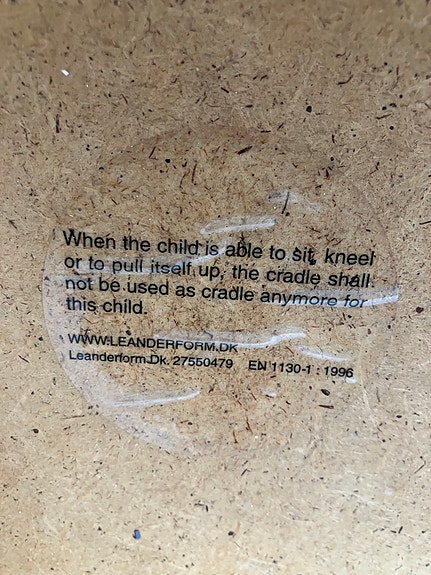 When the child is able to sit, kneel
or to pull itself up, the cradle shall
not be used as cradle anymore for
this child.
WWW.LEANDERFORM.DK
Leanderform.Dk. 27550479 EN 1130-1 : 1996